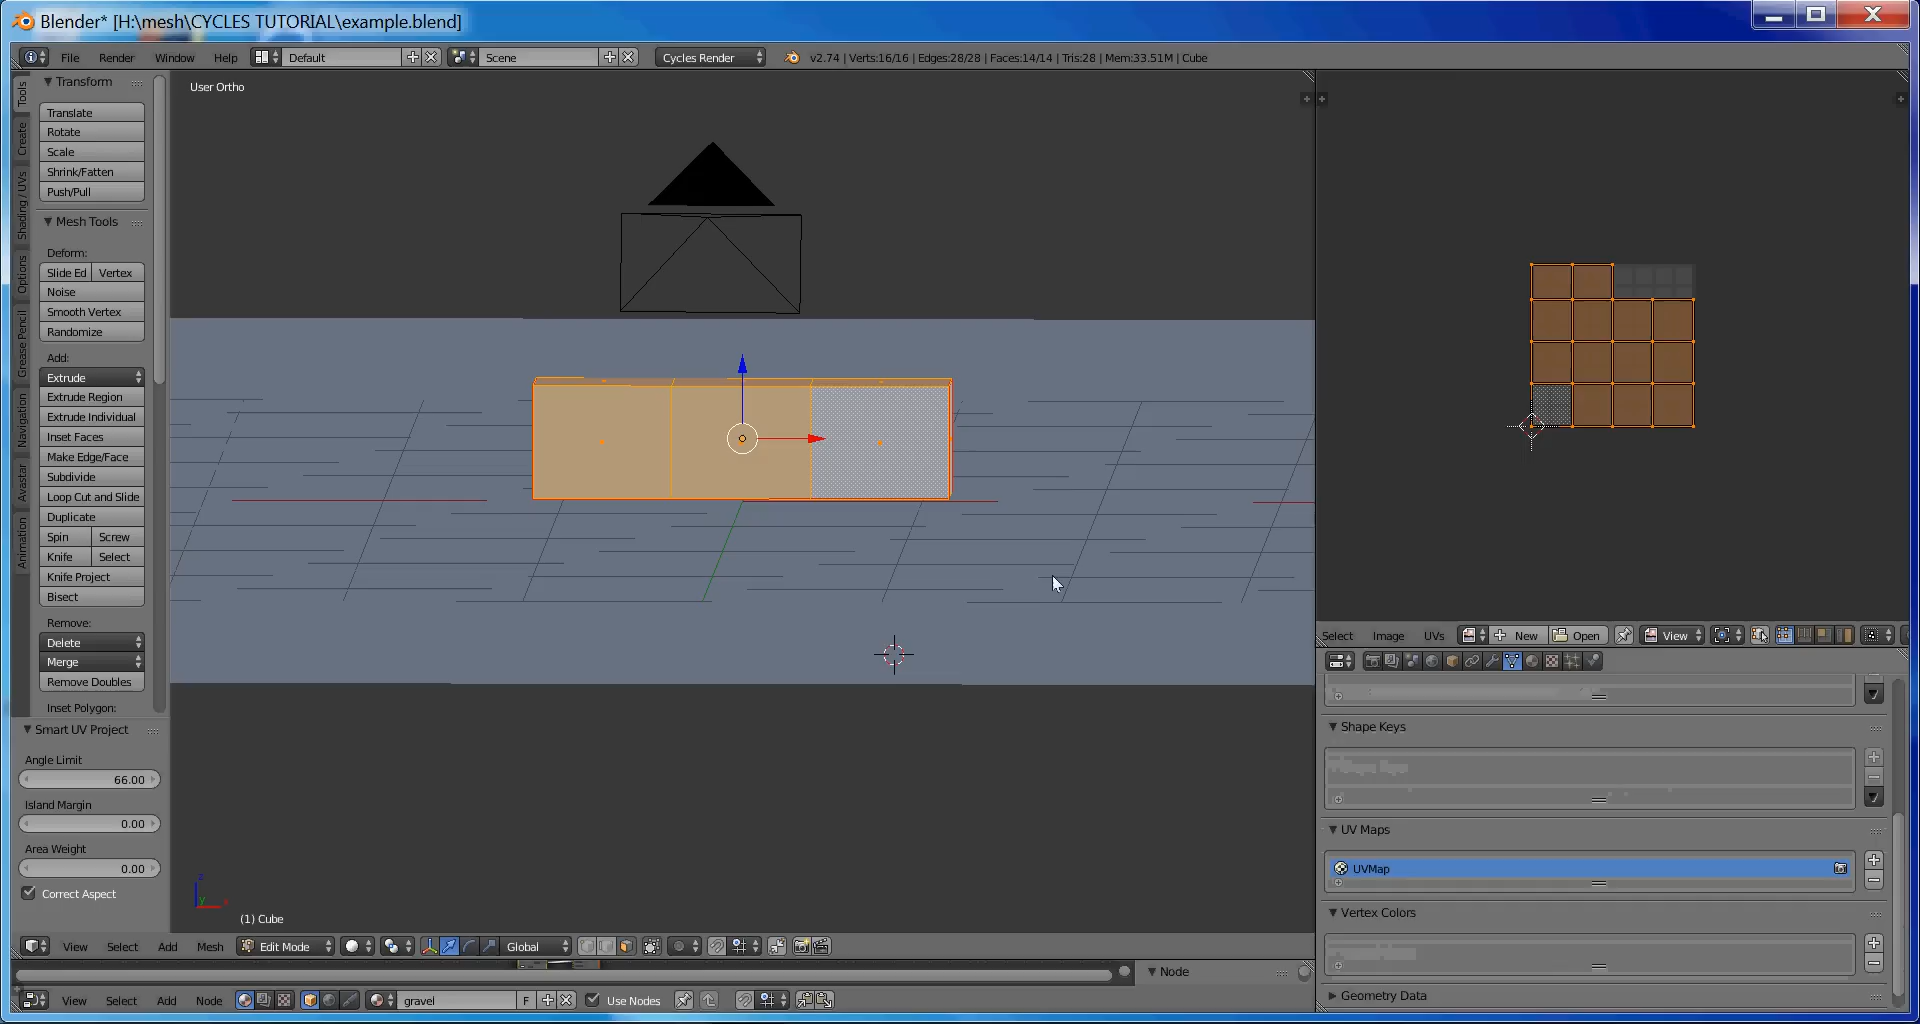 Blender* [H:\mesh\CYCLES TUTORIAL\example.blend]
File Render Window Help Default Scene Cycles Render v2.74 | Verts:16/16 | Edges:28/28 | Faces:14/14 | Tris:28 | Mem:33.51M | Cube
Tools
Create
Shading / UVs
Options
Grease Pencil
Navigation
Avastar
Animation
Transform
Translate
Rotate
Scale
Shrink/Fatten
Push/Pull
Mesh Tools
Deform:
Slide Ed Vertex
Noise
Smooth Vertex
Randomize
Add:
Extrude
Extrude Region
Extrude Individual
Inset Faces
Make Edge/Face
Subdivide
Loop Cut and Slide
Duplicate
Spin Screw
Knife Select
Knife Project
Bisect
Remove:
Delete
Merge
Remove Doubles
Inset Polygon:
Smart UV Project
Angle Limit
66.00
Island Margin
0.00
Area Weight
0.00
Correct Aspect
User Ortho
z
y
x
(1) Cube
View Select Add Mesh Edit Mode Global
Node
View Select Add Node gravel F Use Nodes
Select Image UVs New Open View
Shape Keys
UV Maps
UVMap
Vertex Colors
Geometry Data